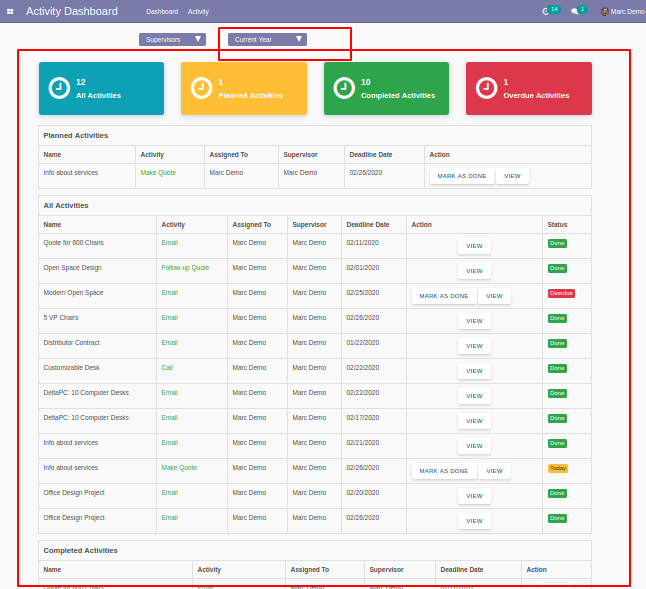 Activity Dashboard Dashboard Activity 14 1 Marc Demo
Supervisors Current Year
12 All Activities
1 Planned Activities
10 Completed Activities
1 Overdue Activities
Planned Activities
Name Activity Assigned To Supervisor Deadline Date Action
Info about services Make Quote Marc Demo Marc Demo 02/26/2020 MARK AS DONE VIEW
All Activities
Name Activity Assigned To Supervisor Deadline Date Action Status
Quote for 600 Chairs Email Marc Demo Marc Demo 02/11/2020 VIEW Done
Open Space Design Follow-up Quote Marc Demo Marc Demo 02/01/2020 VIEW Done
Modern Open Space Email Marc Demo Marc Demo 02/25/2020 MARK AS DONE VIEW Overdue
5 VP Chairs Email Marc Demo Marc Demo 02/26/2020 VIEW Done
Distributor Contract Email Marc Demo Marc Demo 01/22/2020 VIEW Done
Customizable Desk Call Marc Demo Marc Demo 02/22/2020 VIEW Done
DeltaPC: 10 Computer Desks Email Marc Demo Marc Demo 02/22/2020 VIEW Done
DeltaPC: 10 Computer Desks Email Marc Demo Marc Demo 02/17/2020 VIEW Done
Info about services Email Marc Demo Marc Demo 02/21/2020 VIEW Done
Info about services Make Quote Marc Demo Marc Demo 02/26/2020 MARK AS DONE VIEW Today
Office Design Project Email Marc Demo Marc Demo 02/20/2020 VIEW Done
Office Design Project Email Marc Demo Marc Demo 02/26/2020 VIEW Done
Completed Activities
Name Activity Assigned To Supervisor Deadline Date Action